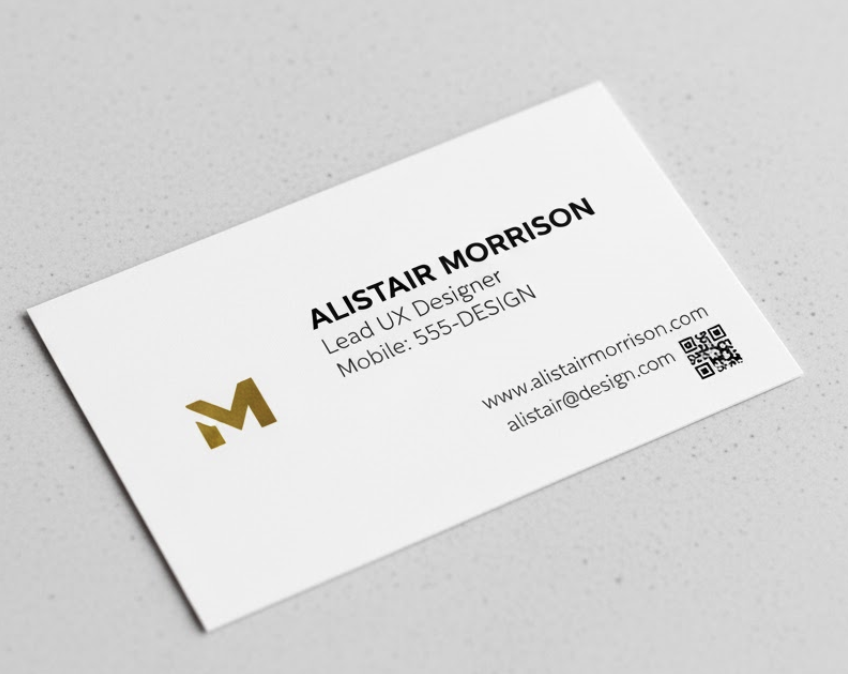 ALISTAIR MORRISON
Lead UX Designer
Mobile: 555-DESIGN
www.alistairmorrison.com
alistair@design.com
M